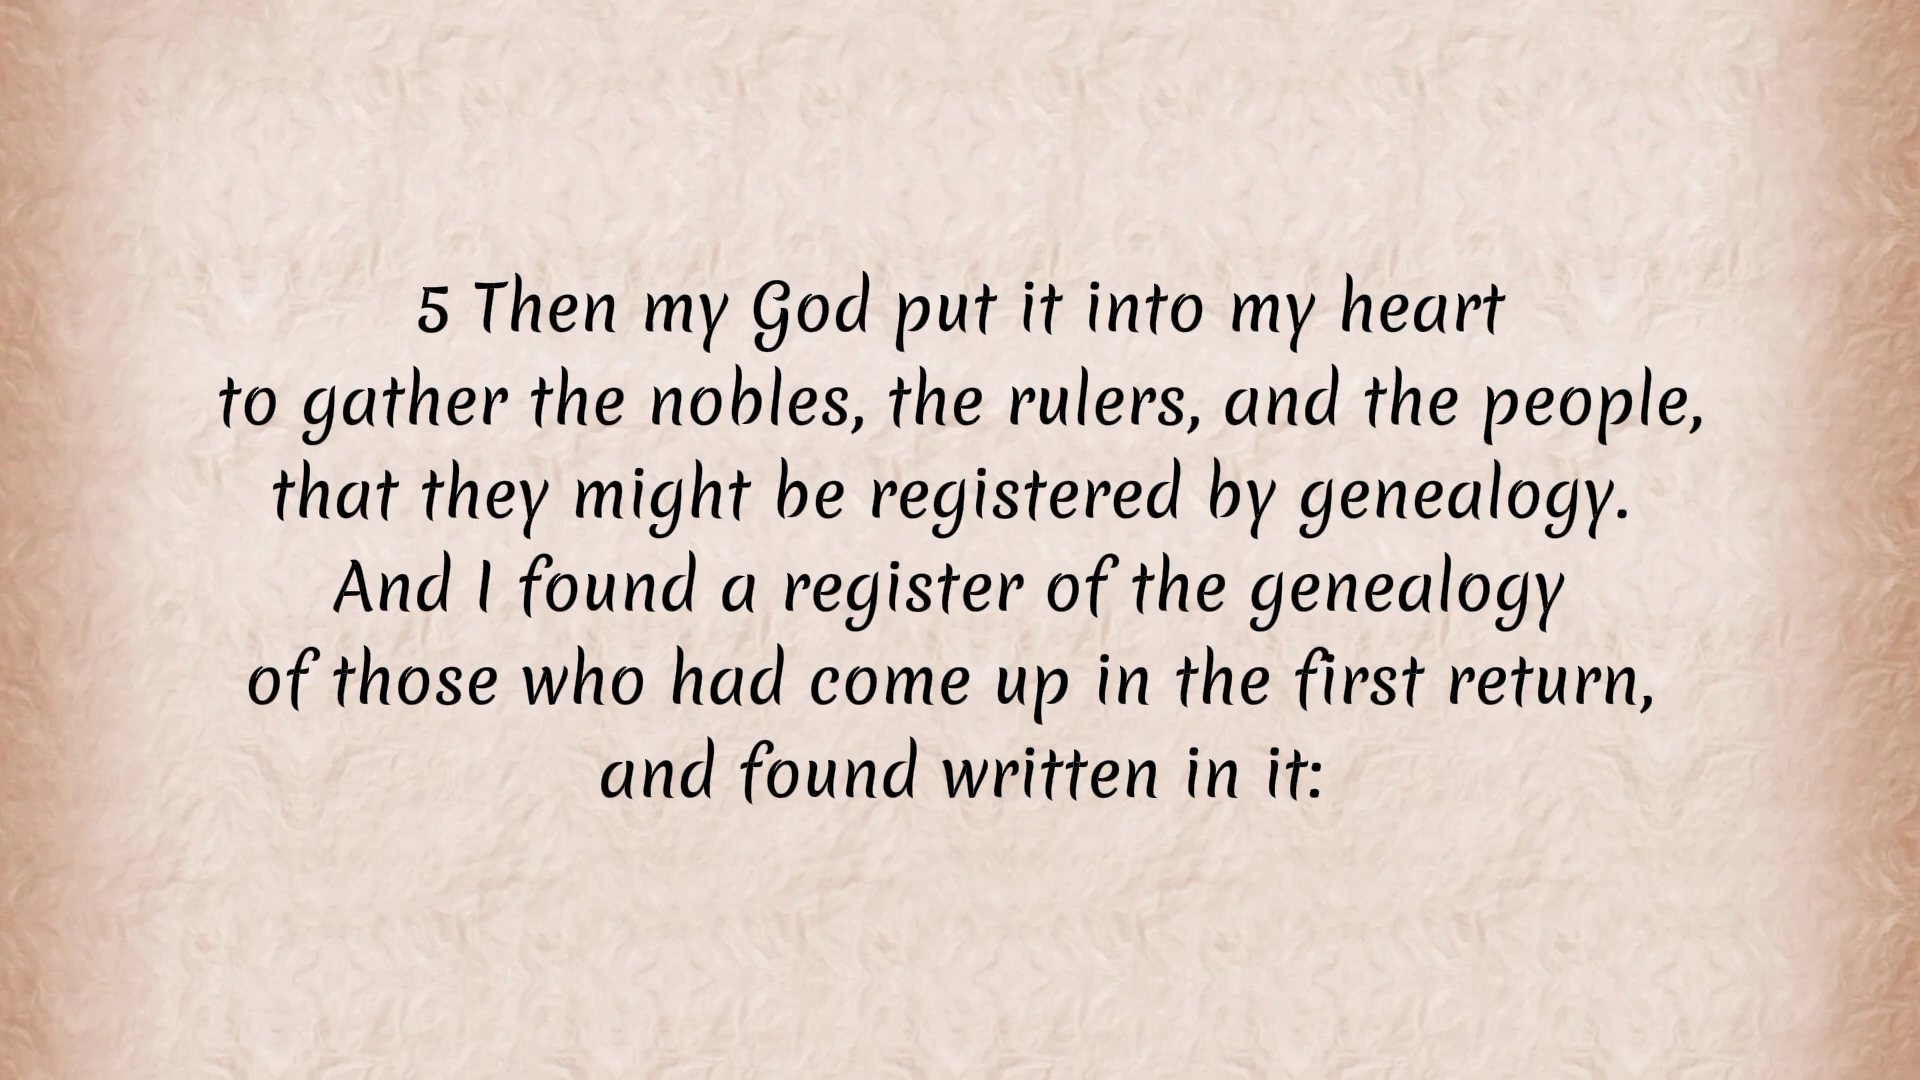 5 Then my God put it into my heart
to gather the nobles, the rulers, and the people,
that they might be registered by genealogy.
And I found a register of the genealogy
of those who had come up in the first return,
and found written in it: